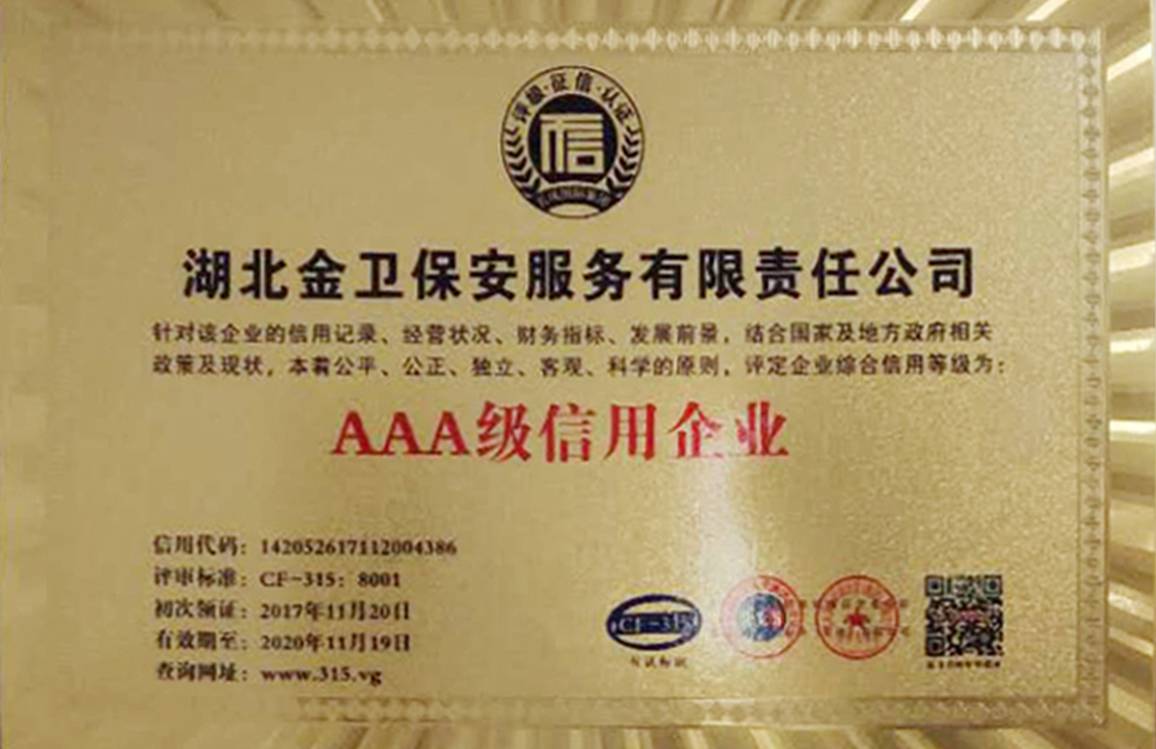 评级·征信·认证
信
湖北金卫保安服务有限责任公司
针对该企业的信用记录、经营状况、财务指标、发展前景，结合国家及地方政府相关
政策及现状，本着公平、公正、独立、客观、科学的原则，评定企业综合信用等级为：
AAA级信用企业
信用代码：142052617112004386
评审标准：CF-315：8001
初次领证：2017年11月20日
有效期至：2020年11月19日
查询网址：www.315.vg
CF-315